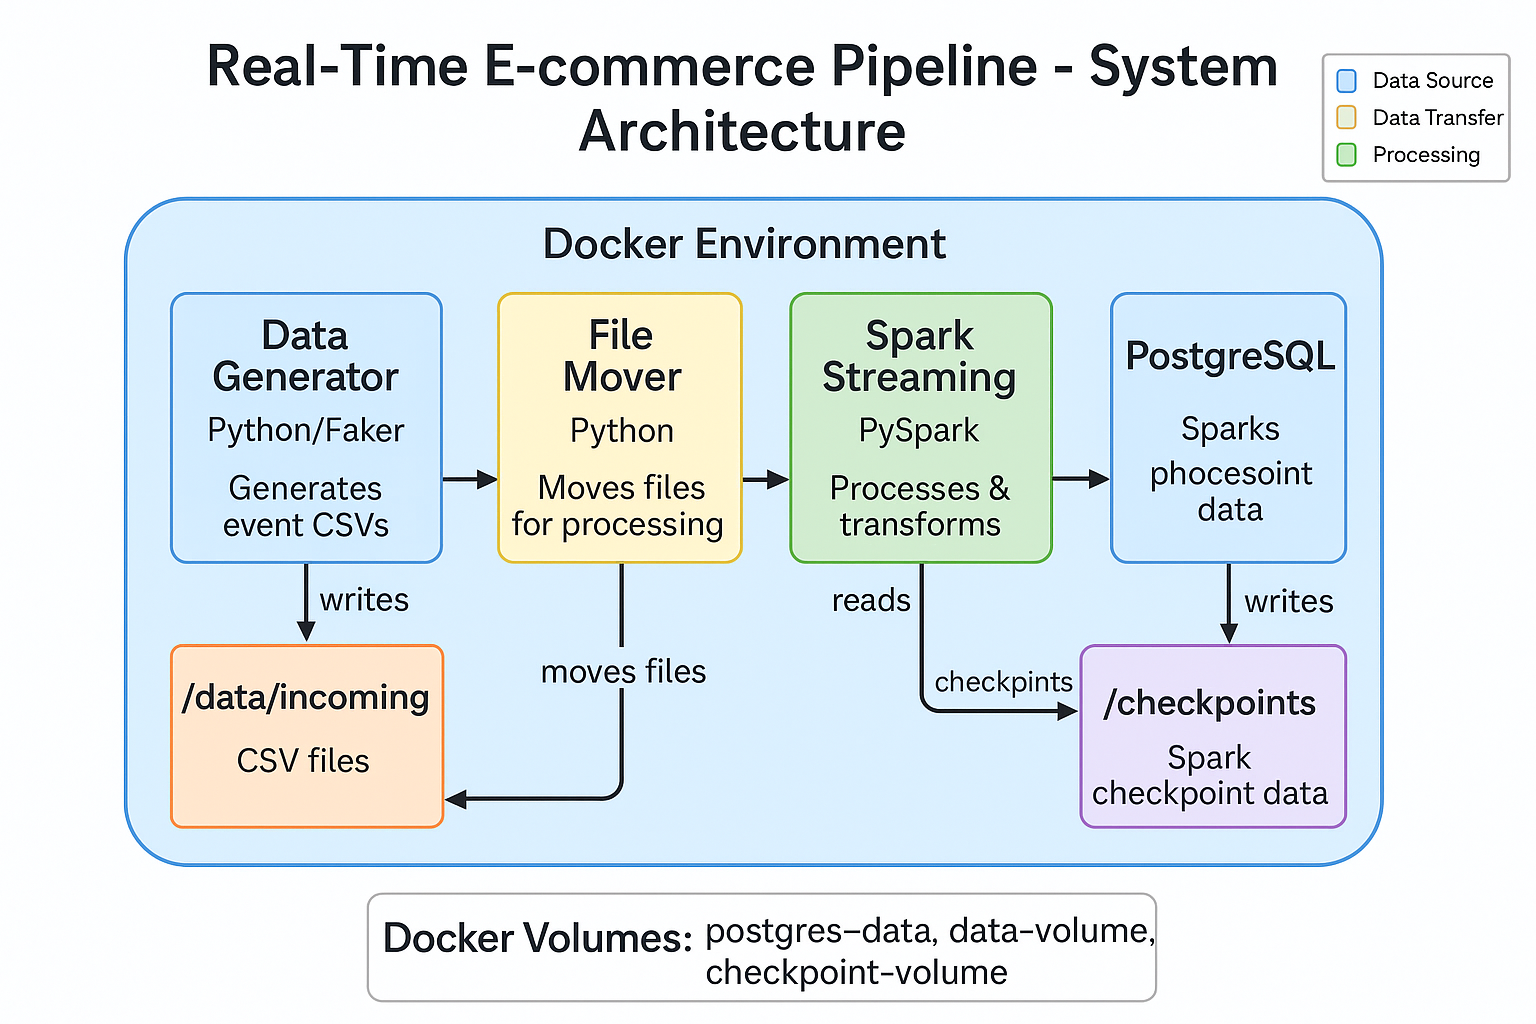 Real-Time E-commerce Pipeline - System
Architecture
Data Source
Data Transfer
Processing
Docker Environment
Data
Generator
Python/Faker
Generates
event CSVs
File
Mover
Python
Moves files
for processing
Spark
Streaming
PySpark
Processes &
transforms
PostgreSQL
Sparks
phocesoint
data
writes
moves files
reads
checkpints
writes
/data/incoming
CSV files
/checkpoints
Spark
checkpoint data
Docker Volumes: postgres–data, data–volume,
checkpoint–volume